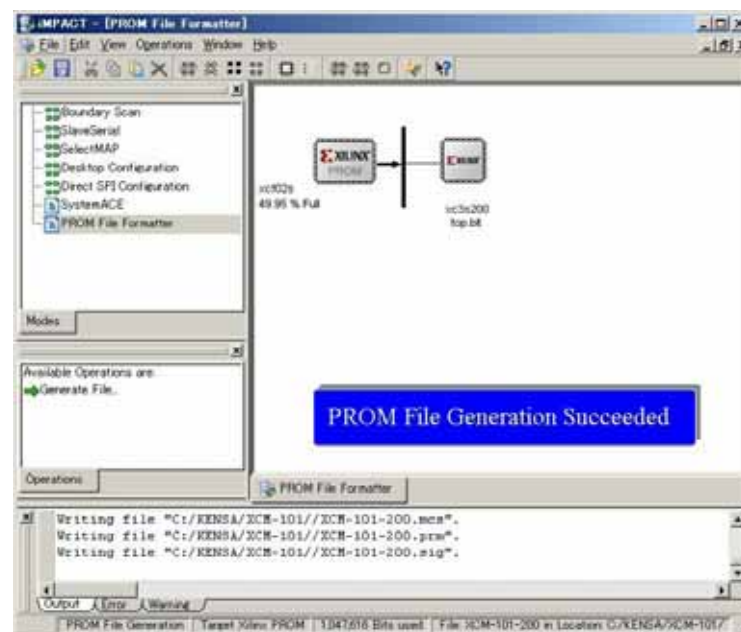 iMPACT - [PROM File Formatter]
File Edit View Operations Window Help
Boundary Scan
SlaveSerial
SelectMAP
Desktop Configuration
Direct SPI Configuration
SystemACE
PROM File Formatter
Modes
XILINX
PROM
XILINX
xcf02s
49.95 % Full
xc3s200
top.bit
Available Operations are:
Generate File...
Operations
PROM File Generation Succeeded
PROM File Formatter
Writing file "C:/KENSA/XCM-101//XCM-101-200.mcs".
Writing file "C:/KENSA/XCM-101//XCM-101-200.prm".
Writing file "C:/KENSA/XCM-101//XCM-101-200.sig".
Output Error Warning
PROM File Generation Target Xilinx PROM 1,047,616 Bits used File: XCM-101-200 in Location: C:/KENSA/XCM-101/